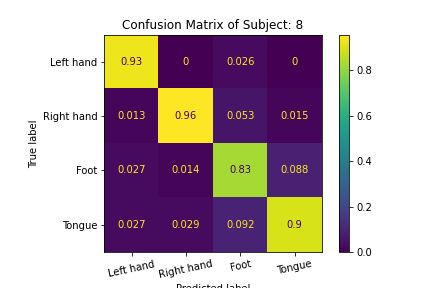 Confusion Matrix of Subject: 8
Left hand 0.93 0 0.026 0
Right hand 0.013 0.96 0.053 0.015
Foot 0.027 0.014 0.83 0.088
Tongue 0.027 0.029 0.092 0.9
Left hand Right hand Foot Tongue
Predicted label
True label
0.8
0.6
0.4
0.2
0.0